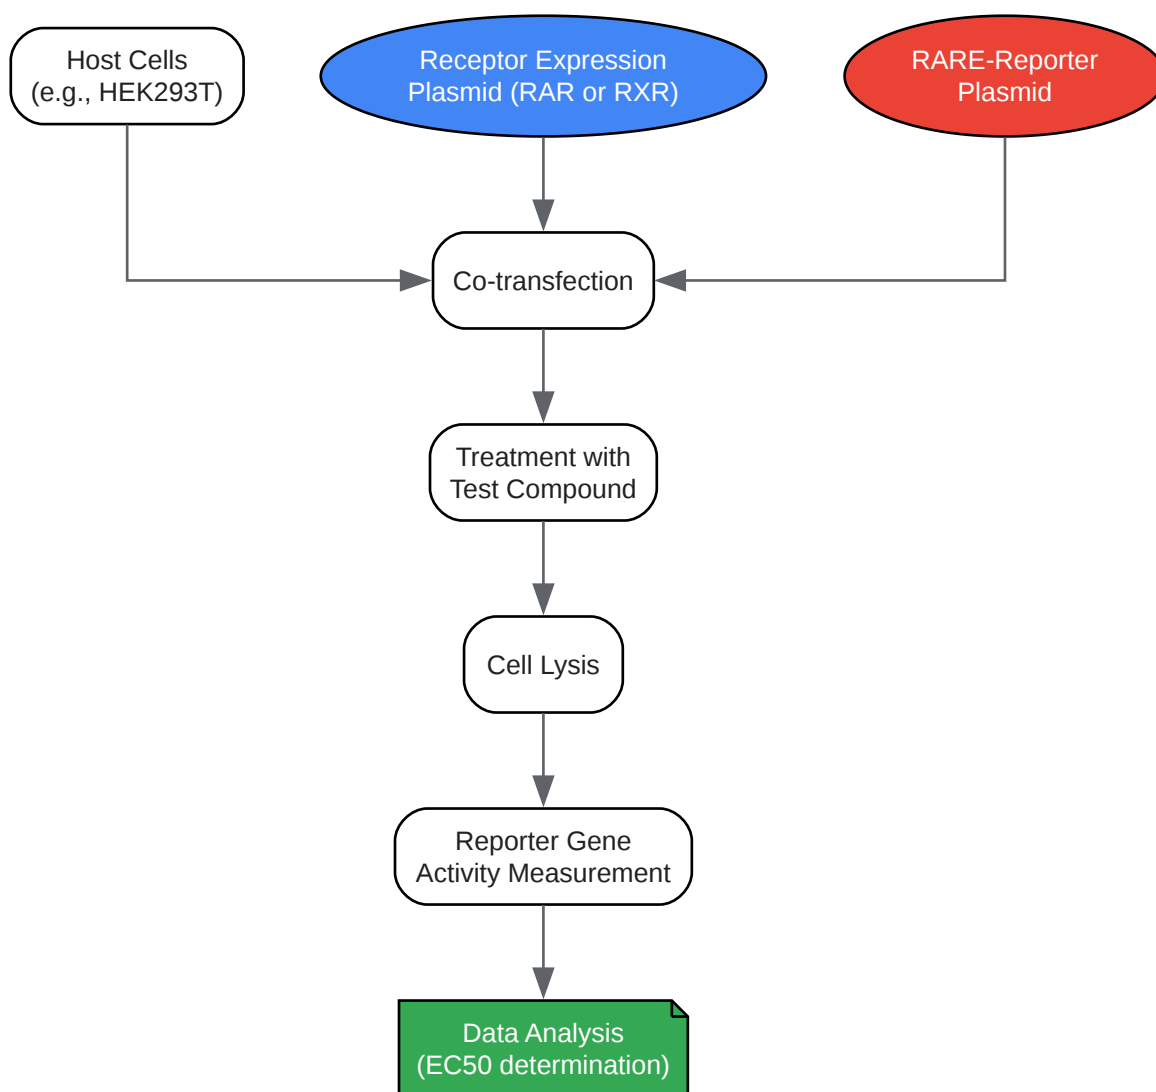 Host Cells
(e.g., HEK293T)
Receptor Expression
Plasmid (RAR or RXR)
RARE-Reporter
Plasmid
Co-transfection
Treatment with
Test Compound
Cell Lysis
Reporter Gene
Activity Measurement
Data Analysis
(EC50 determination)